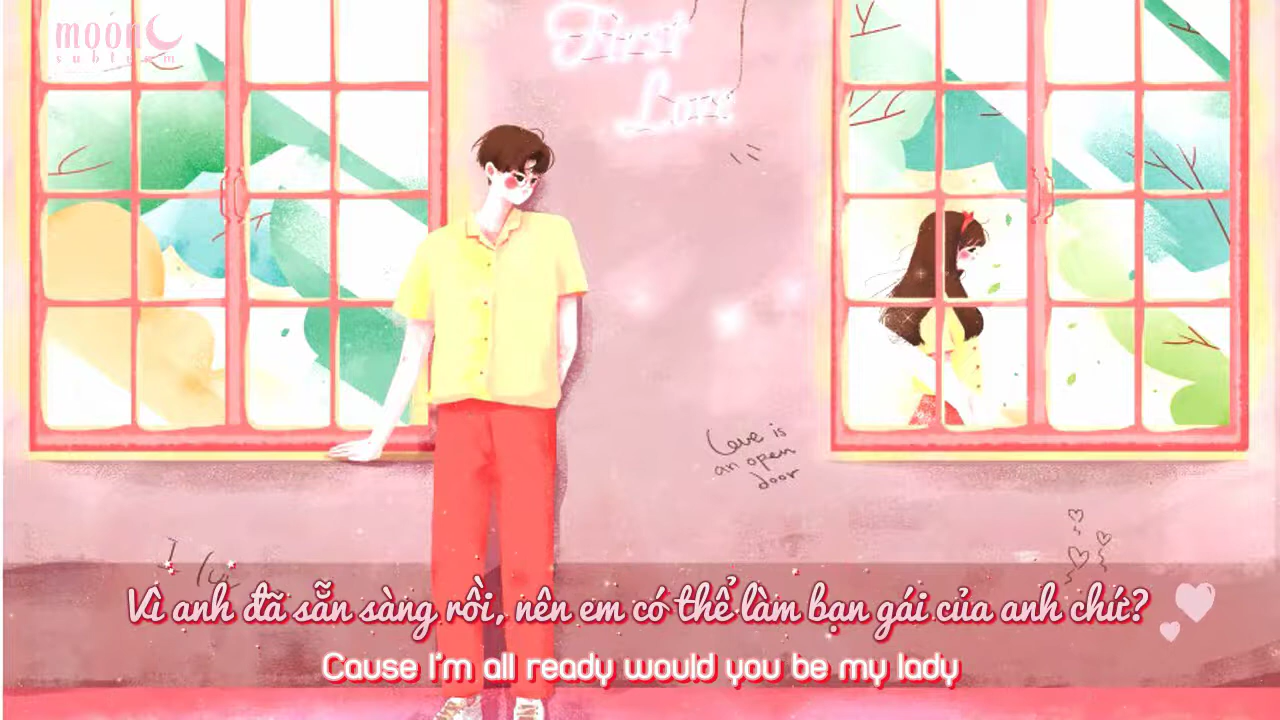 moon
subteam
First
Love
Love is
an open
door
Vì anh đã sẵn sàng rồi, nên em có thể làm bạn gái của anh chứ?
Cause I'm all ready would you be my lady